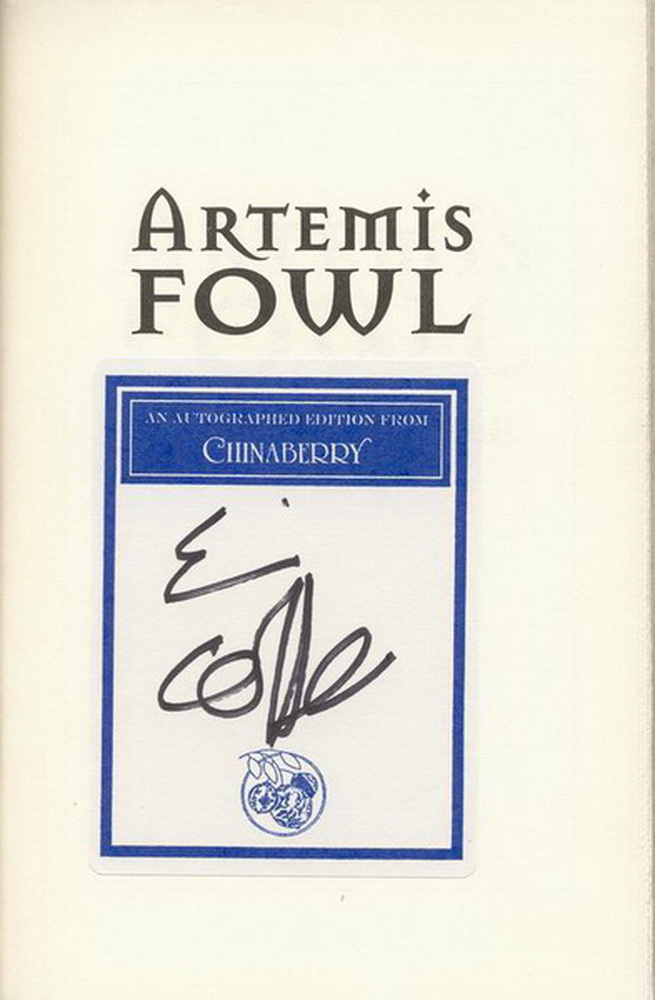 ARTEMIS
FOWL
AN AUTOGRAPHED EDITION FROM
CHINABERRY